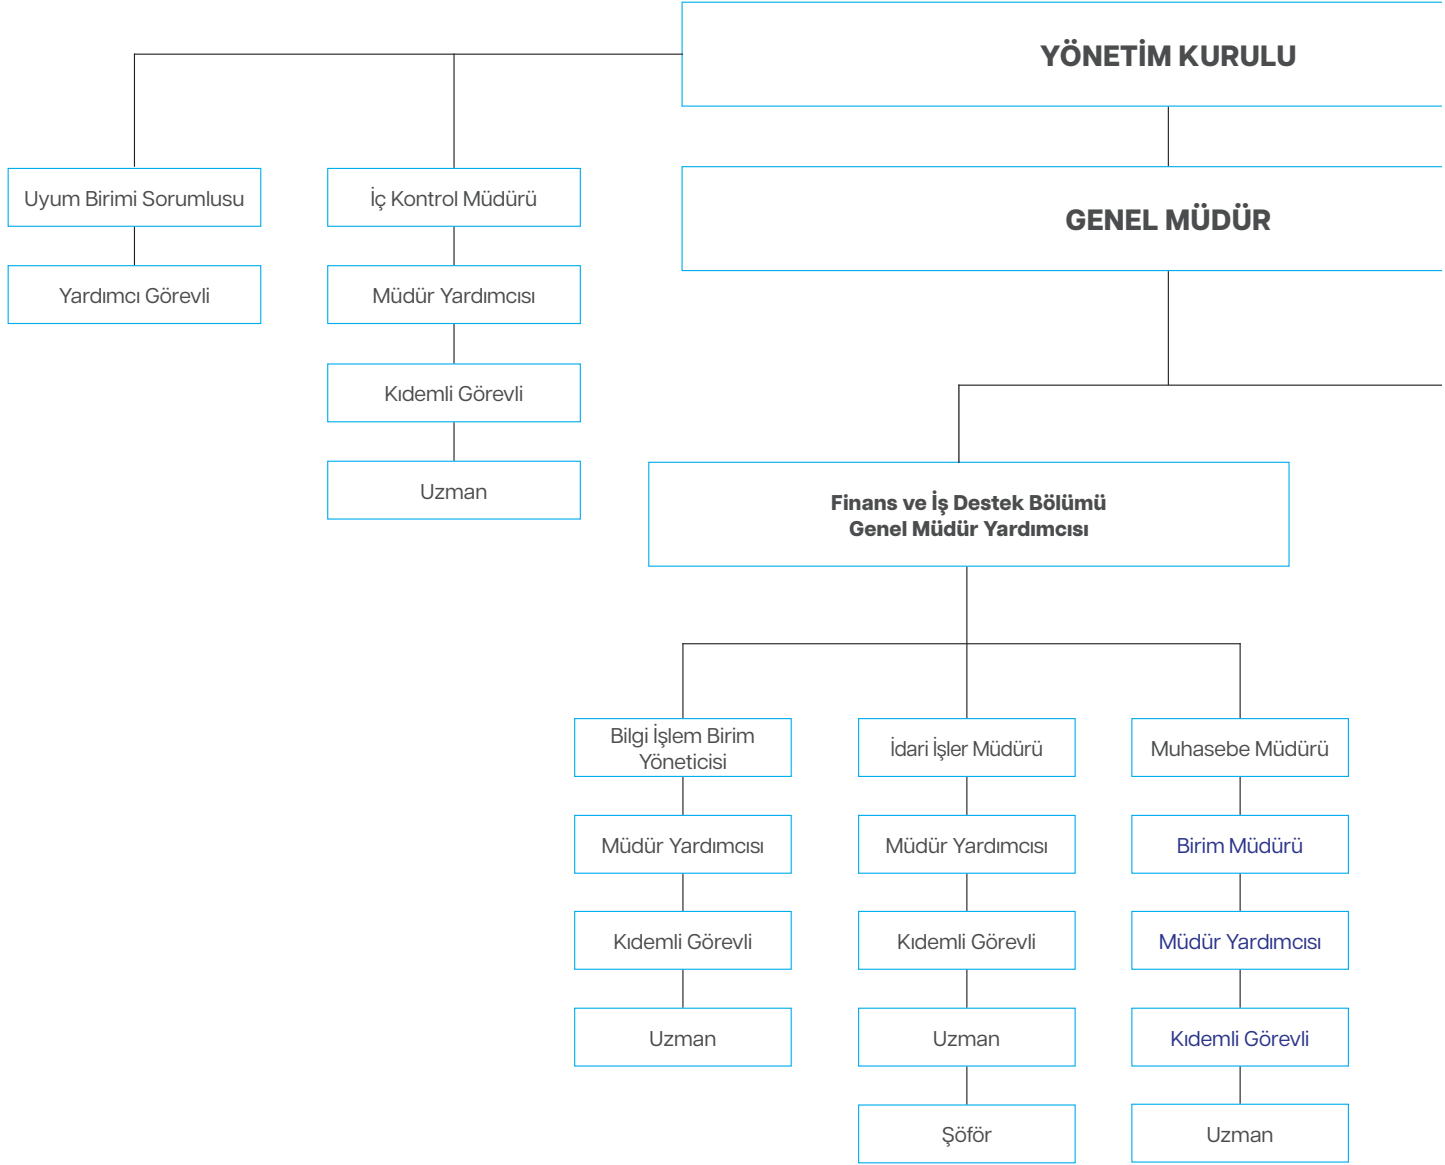 YÖNETİM KURULU
Uyum Birimi Sorumlusu
İç Kontrol Müdürü
GENEL MÜDÜR
Yardımcı Görevli
Müdür Yardımcısı
Kıdemli Görevli
Uzman
Finans ve İş Destek Bölümü
Genel Müdür Yardımcısı
Bilgi İşlem Birim
Yöneticisi
İdari İşler Müdürü
Muhasebe Müdürü
Müdür Yardımcısı
Müdür Yardımcısı
Birim Müdürü
Kıdemli Görevli
Kıdemli Görevli
Müdür Yardımcısı
Uzman
Uzman
Kıdemli Görevli
Şöför
Uzman